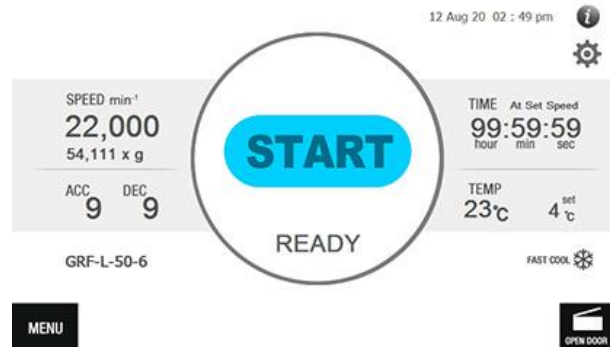 12 Aug 20 02 : 49 pm
SPEED min⁻¹
22,000
54,111 x g
ACC 9 DEC 9
GRF-L-50-6
START
READY
TIME At Set Speed
99:59:59
hour min sec
TEMP
23℃ 4 set ℃
FAST COOL
MENU
OPEN DOOR